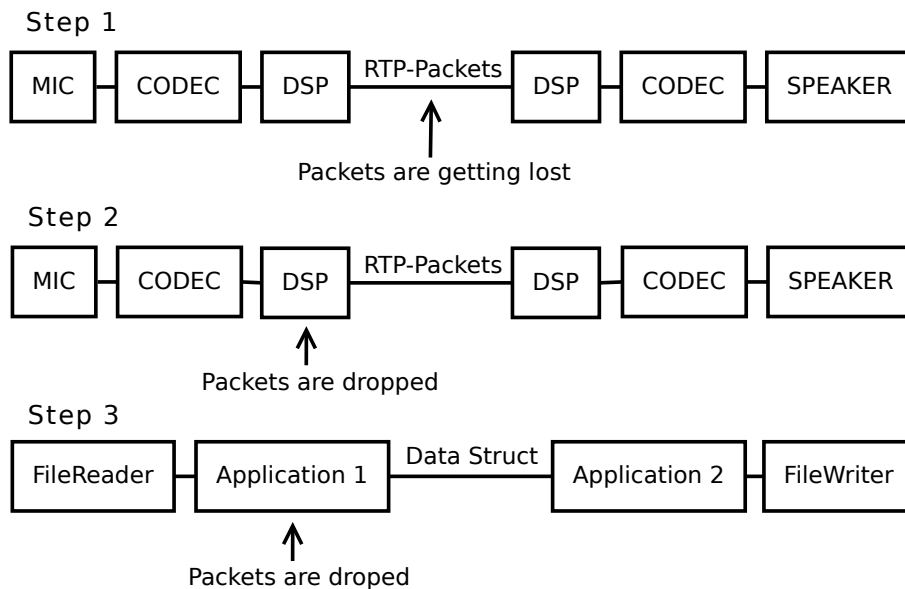 Step 1
MIC CODEC DSP RTP-Packets DSP CODEC SPEAKER
Packets are getting lost
Step 2
MIC CODEC DSP RTP-Packets DSP CODEC SPEAKER
Packets are dropped
Step 3
FileReader Application 1 Data Struct Application 2 FileWriter
Packets are droped